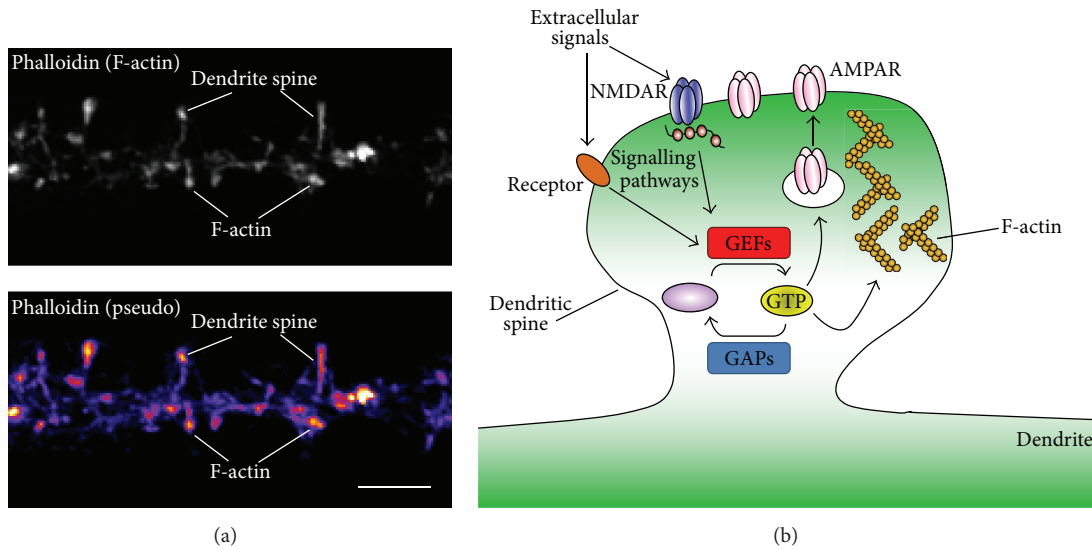 Phalloidin (F-actin)
Dendrite spine
F-actin
Phalloidin (pseudo)
Dendrite spine
F-actin
(a)
Extracellular
signals
NMDAR
AMPAR
Receptor
Signalling
pathways
GEFs
F-actin
Dendritic
spine
GTP
GAPs
Dendrite
(b)